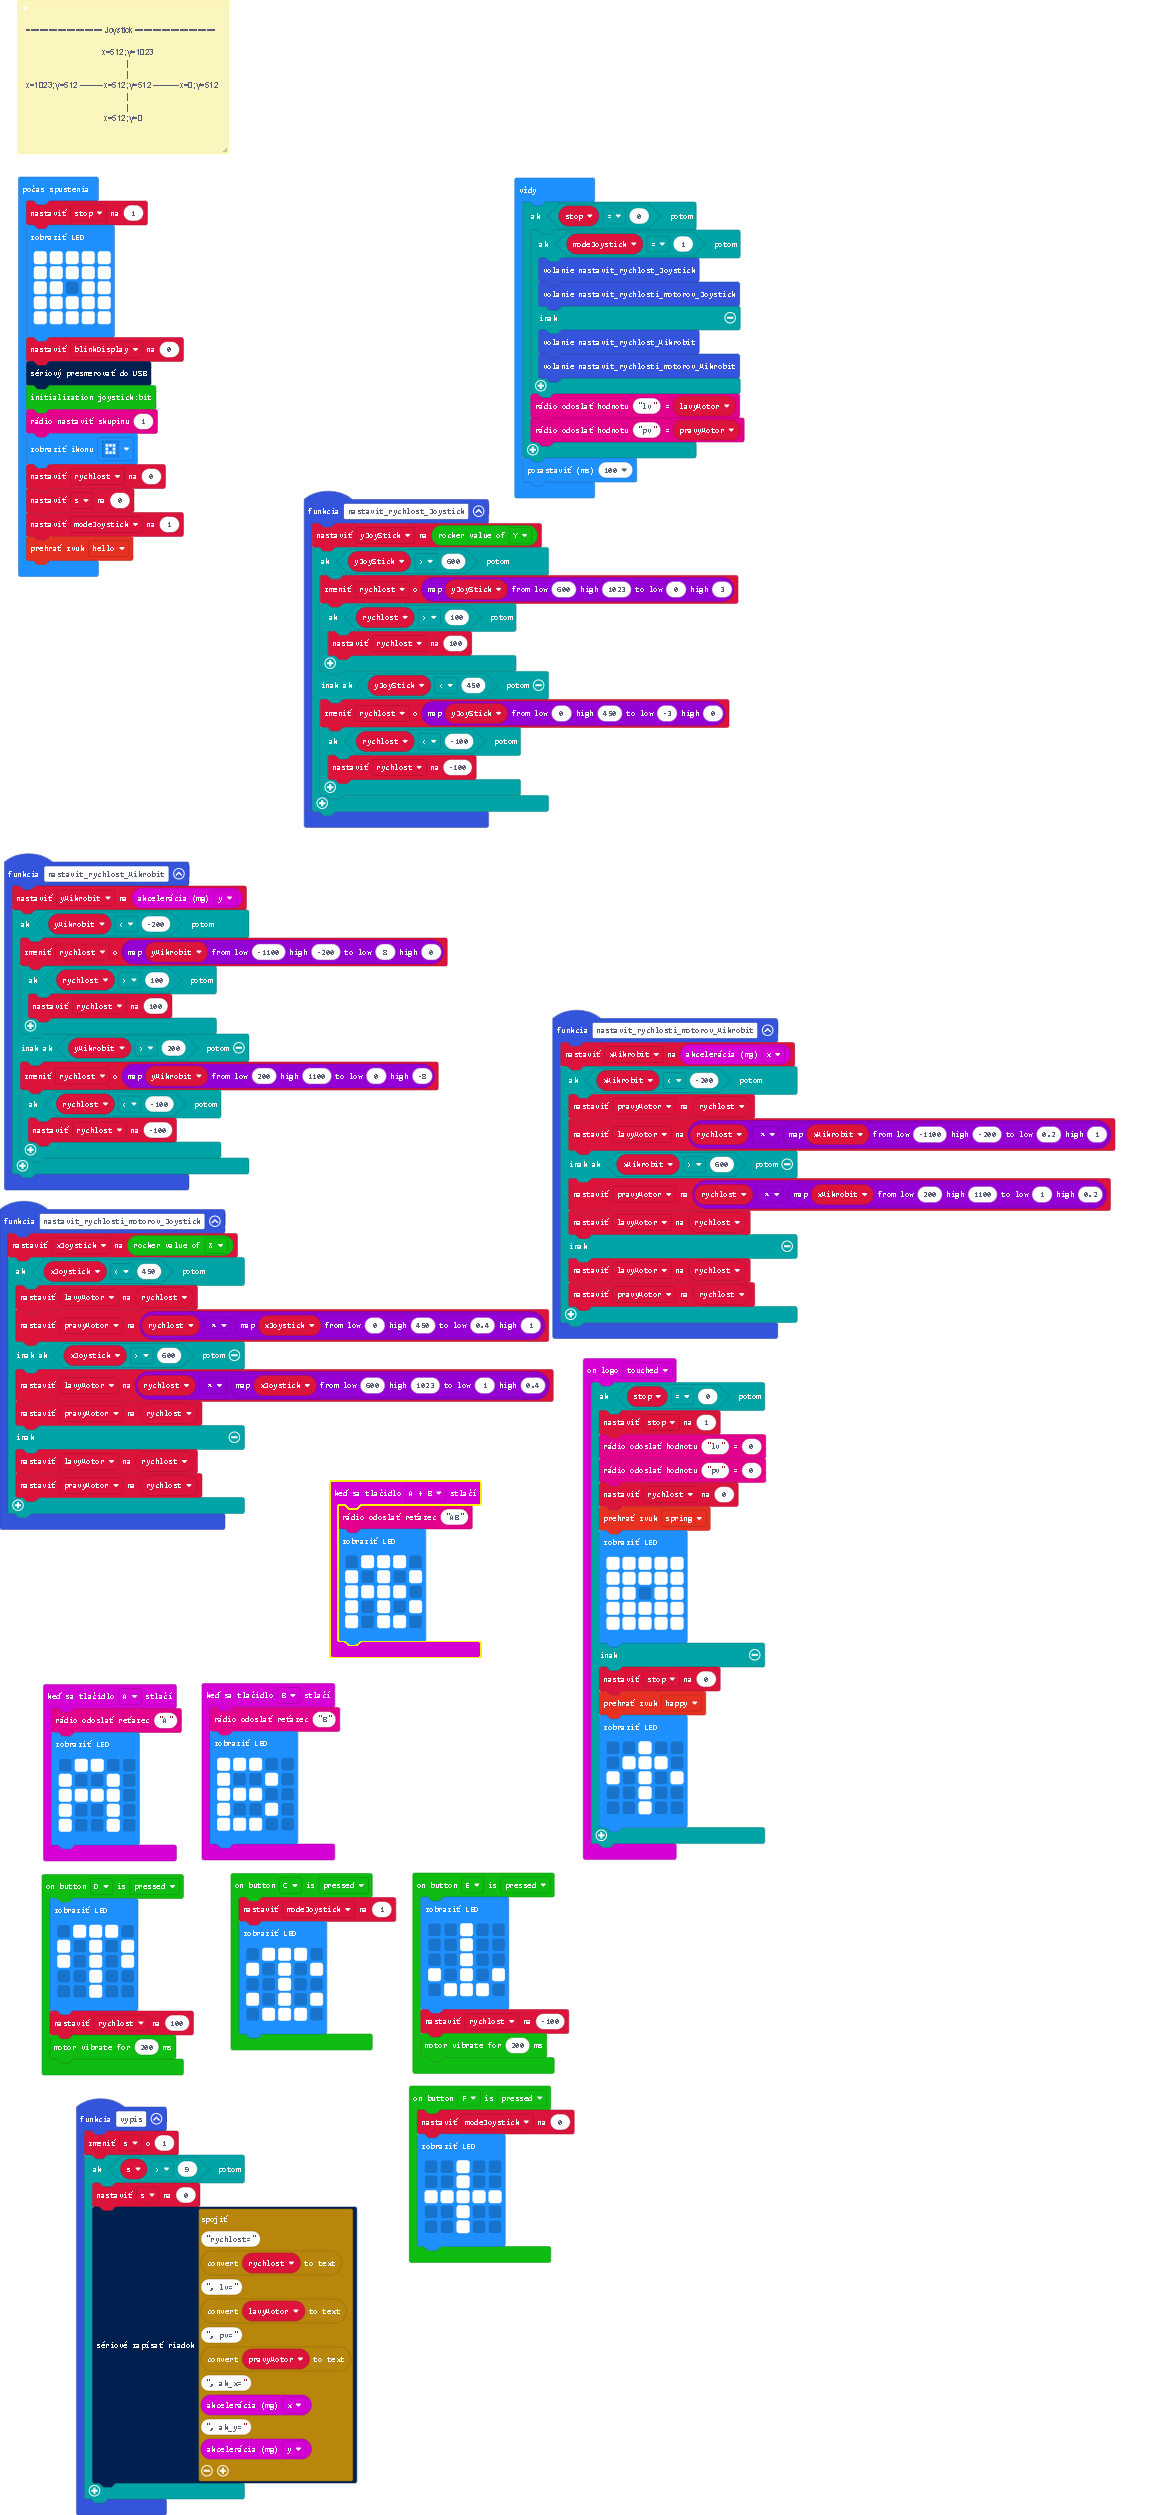 Joystick
x=512;y=1023
x=1023;y=512 x=512;y=512 x=0;y=512
x=512;y=0
počas spustenia
nastaviť stop na 1
zobraziť LED
nastaviť blinkDisplay na 0
sériový presmerovať do USB
initialization joystick:bit
rádio nastaviť skupinu 1
zobraziť ikonu
nastaviť rychlost na 0
nastaviť s na 0
nastaviť modeJoystick na 1
prehrať zvuk hello
vždy
ak stop = 0 potom
ak modeJoystick = 1 potom
volanie nastavit_rychlost_Joystick
volanie nastavit_rychlosti_motorov_Joystick
inak
volanie nastavit_rychlost_Mikrobit
volanie nastavit_rychlosti_motorov_Mikrobit
rádio odoslať hodnotu "lv" = lavyMotor
rádio odoslať hodnotu "pv" = pravyMotor
pozastaviť (ms) 100
funkcia nastavit_rychlost_Joystick
nastaviť yJoyStick na rocker value of Y
ak yJoyStick > 600 potom
zmeniť rychlost o map yJoyStick from low 600 high 1023 to low 0 high 3
ak rychlost > 100 potom
nastaviť rychlost na 100
inak ak yJoyStick < 450 potom
zmeniť rychlost o map yJoyStick from low 0 high 450 to low -3 high 0
ak rychlost < -100 potom
nastaviť rychlost na -100
funkcia nastavit_rychlost_Mikrobit
nastaviť yMikrobit na akcelerácia (mg) y
ak yMikrobit < -200 potom
zmeniť rychlost o map yMikrobit from low -1100 high -200 to low 8 high 0
ak rychlost > 100 potom
nastaviť rychlost na 100
inak ak yMikrobit > 200 potom
zmeniť rychlost o map yMikrobit from low 200 high 1100 to low 0 high -8
ak rychlost < -100 potom
nastaviť rychlost na -100
funkcia nastavit_rychlosti_motorov_Mikrobit
nastaviť xMikrobit na akcelerácia (mg) x
ak xMikrobit < -200 potom
nastaviť pravyMotor na rychlost
nastaviť lavyMotor na rychlost × map xMikrobit from low -1100 high -200 to low 0.2 high 1
inak ak xMikrobit > 600 potom
nastaviť pravyMotor na rychlost × map xMikrobit from low 200 high 1100 to low 1 high 0.2
nastaviť lavyMotor na rychlost
inak
nastaviť lavyMotor na rychlost
nastaviť pravyMotor na rychlost
funkcia nastavit_rychlosti_motorov_Joystick
nastaviť xJoystick na rocker value of X
ak xJoystick < 450 potom
nastaviť lavyMotor na rychlost
nastaviť pravyMotor na rychlost × map xJoystick from low 0 high 450 to low 0.4 high 1
inak ak xJoystick > 600 potom
nastaviť lavyMotor na rychlost × map xJoystick from low 600 high 1023 to low 1 high 0.4
nastaviť pravyMotor na rychlost
inak
nastaviť lavyMotor na rychlost
nastaviť pravyMotor na rychlost
on logo touched
ak stop = 0 potom
nastaviť stop na 1
rádio odoslať hodnotu "lv" = 0
rádio odoslať hodnotu "pv" = 0
nastaviť rychlost na 0
prehrať zvuk spring
zobraziť LED
inak
nastaviť stop na 0
prehrať zvuk happy
zobraziť LED
keď sa tlačidlo A + B stlačí
rádio odoslať reťazec "AB"
zobraziť LED
keď sa tlačidlo A stlačí
rádio odoslať reťazec "A"
zobraziť LED
keď sa tlačidlo B stlačí
rádio odoslať reťazec "B"
zobraziť LED
on button D is pressed
zobraziť LED
nastaviť rychlost na 100
motor vibrate for 200 ms
on button C is pressed
nastaviť modeJoystick na 1
zobraziť LED
on button E is pressed
zobraziť LED
nastaviť rychlost na -100
motor vibrate for 200 ms
on button F is pressed
nastaviť modeJoystick na 0
zobraziť LED
funkcia vypis
zmeniť s o 1
ak s > 9 potom
nastaviť s na 0
sériové zapísať riadok
spojiť
"rychlost="
convert rychlost to text
", lv="
convert lavyMotor to text
", pv="
convert pravyMotor to text
", ak_x="
akcelerácia (mg) x
", ak_y="
akcelerácia (mg) y